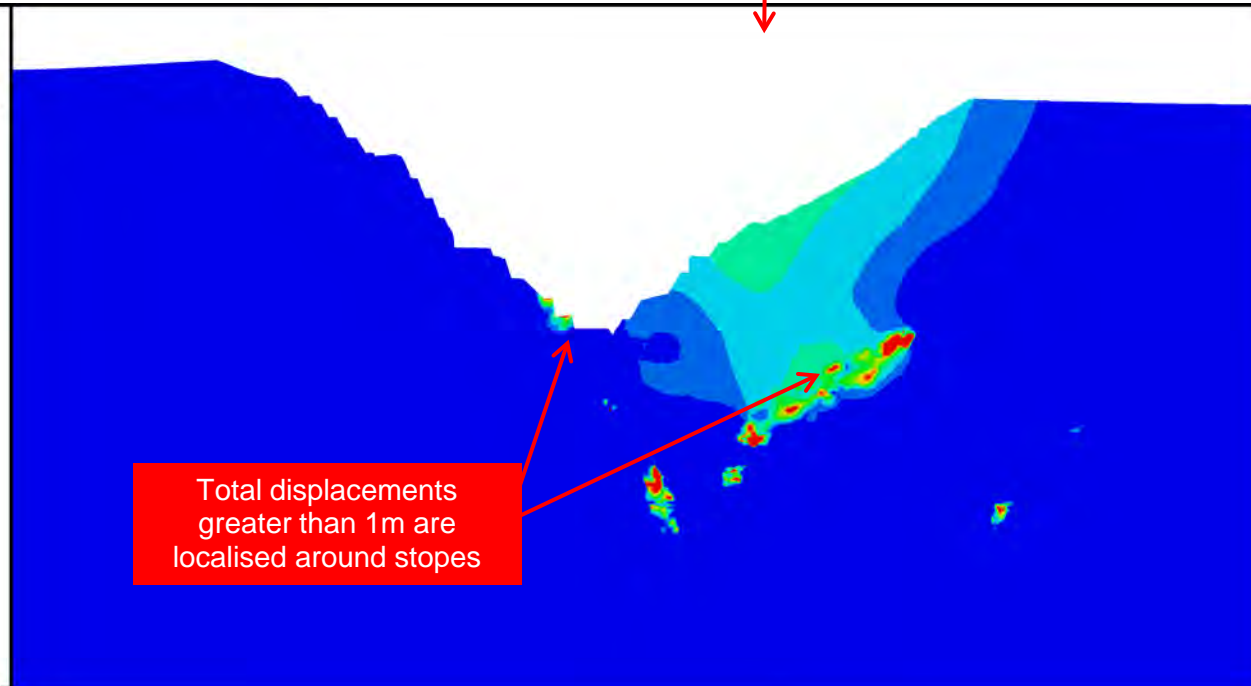 Total displacements
greater than 1m are
localised around stopes